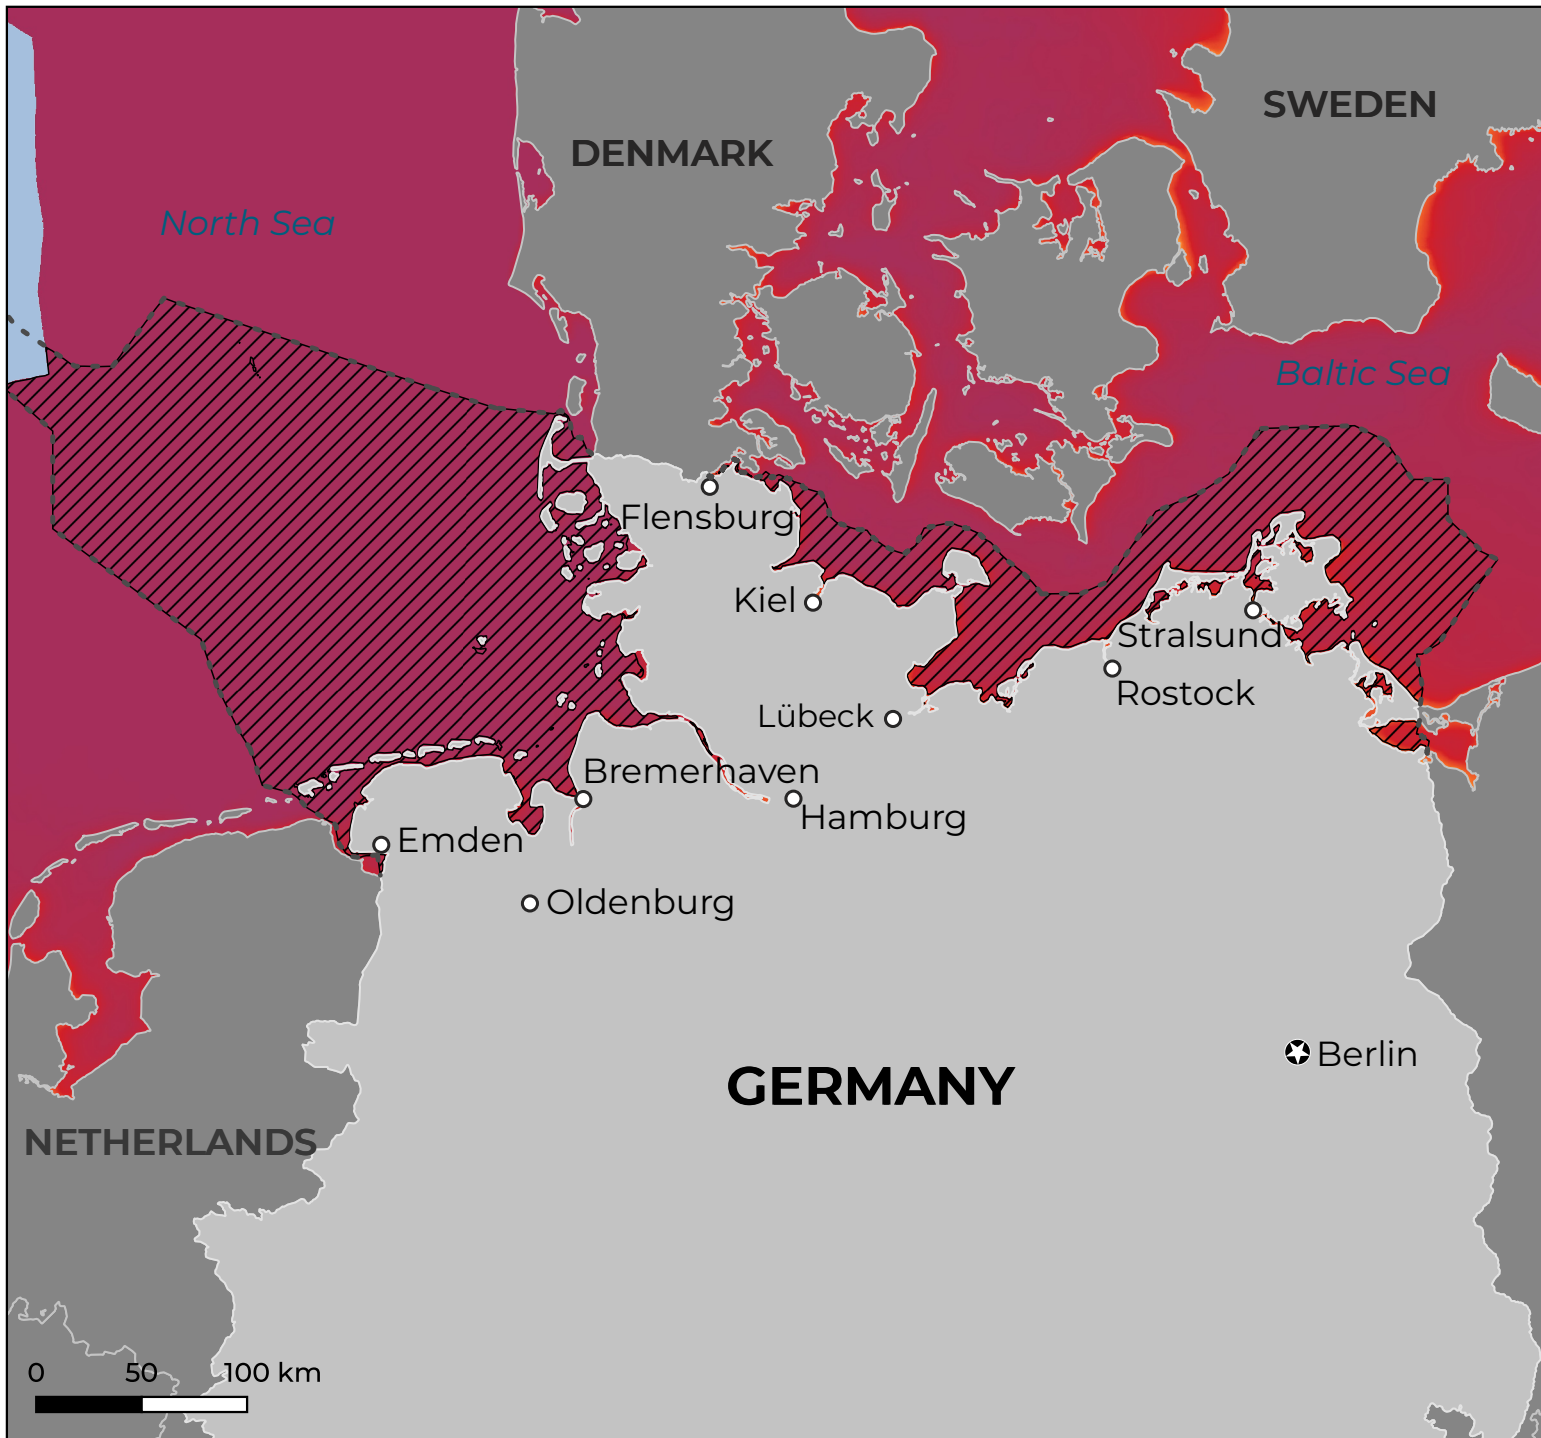 SWEDEN
DENMARK
North Sea
Baltic Sea
Flensburg
Kiel
Stralsund
Rostock
Lübeck
Bremerhaven
Hamburg
Emden
Oldenburg
Berlin
GERMANY
NETHERLANDS
0 50 100 km